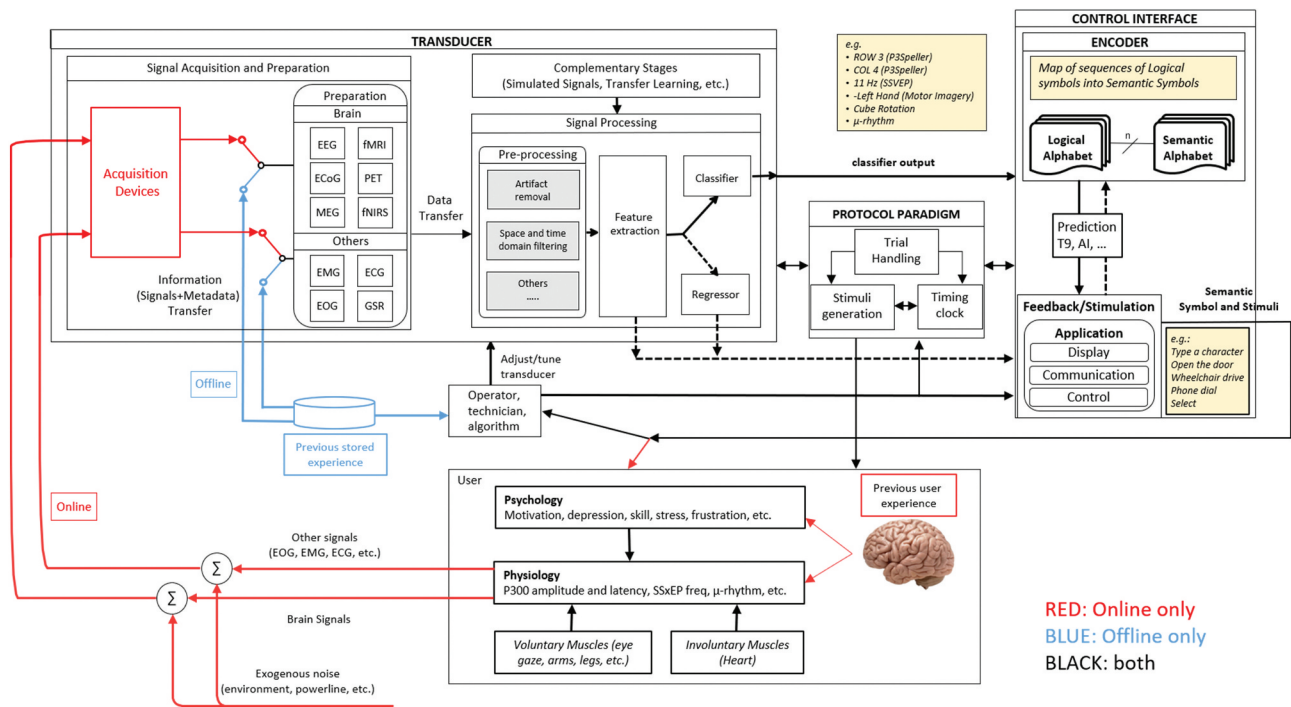 TRANSDUCER
Signal Acquisition and Preparation
Acquisition
Devices
Information
(Signals+Metadata)
Transfer
Preparation
Brain
EEG
fMRI
ECoG
PET
MEG
fNIRS
Others
EMG
ECG
EOG
GSR
Data
Transfer
Complementary Stages
(Simulated Signals, Transfer Learning, etc.)
Signal Processing
Pre-processing
Artifact
removal
Space and time
domain filtering
Others
.....
Feature
extraction
Classifier
Regressor
e.g.
• ROW 3 (P3Speller)
• COL 4 (P3Speller)
• 11 Hz (SSVEP)
• -Left Hand (Motor Imagery)
• Cube Rotation
• μ-rhythm
classifier output
PROTOCOL PARADIGM
Trial
Handling
Stimuli
generation
Timing
clock
CONTROL INTERFACE
ENCODER
Map of sequences of Logical
symbols into Semantic Symbols
Logical
Alphabet
n
Semantic
Alphabet
Prediction
T9, AI, ...
Semantic
Symbol and Stimuli
Feedback/Stimulation
Application
Display
Communication
Control
e.g.:
Type a character
Open the door
Wheelchair drive
Phone dial
Select
Adjust/tune
transducer
Operator,
technician,
algorithm
Offline
Previous stored
experience
Online
User
Psychology
Motivation, depression, skill, stress, frustration, etc.
Previous user
experience
Physiology
P300 amplitude and latency, SSxEP freq, μ-rhythm, etc.
Voluntary Muscles (eye
gaze, arms, legs, etc.)
Involuntary Muscles
(Heart)
Other signals
(EOG, EMG, ECG, etc.)
Σ
Σ
Brain Signals
Exogenous noise
(environment, powerline, etc.)
RED: Online only
BLUE: Offline only
BLACK: both